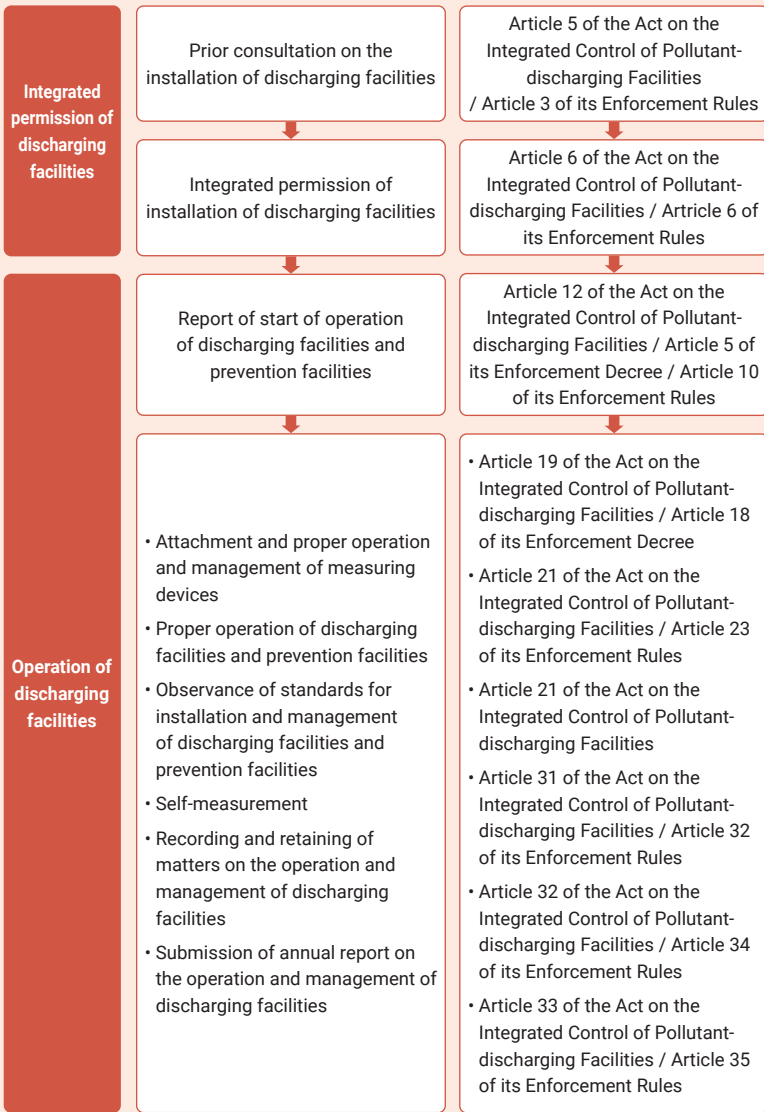 Integrated
permission of
discharging
facilities
Prior consultation on the
installation of discharging facilities
Article 5 of the Act on the
Integrated Control of Pollutant-
discharging Facilities
/ Article 3 of its Enforcement Rules
Integrated permission of
installation of discharging facilities
Article 6 of the Act on the
Integrated Control of Pollutant-
discharging Facilities / Artricle 6 of
its Enforcement Rules
Operation of
discharging
facilities
Report of start of operation
of discharging facilities and
prevention facilities
Article 12 of the Act on the
Integrated Control of Pollutant-
discharging Facilities / Article 5 of
its Enforcement Decree / Article 10
of its Enforcement Rules
• Attachment and proper operation
and management of measuring
devices
• Proper operation of discharging
facilities and prevention facilities
• Observance of standards for
installation and management
of discharging facilities and
prevention facilities
• Self-measurement
• Recording and retaining of
matters on the operation and
management of discharging
facilities
• Submission of annual report on
the operation and management of
discharging facilities
• Article 19 of the Act on the
Integrated Control of Pollutant-
discharging Facilities / Article 18
of its Enforcement Decree
• Article 21 of the Act on the
Integrated Control of Pollutant-
discharging Facilities / Article 23
of its Enforcement Rules
• Article 21 of the Act on the
Integrated Control of Pollutant-
discharging Facilities
• Article 31 of the Act on the
Integrated Control of Pollutant-
discharging Facilities / Article 32
of its Enforcement Rules
• Article 32 of the Act on the
Integrated Control of Pollutant-
discharging Facilities / Article 34
of its Enforcement Rules
• Article 33 of the Act on the
Integrated Control of Pollutant-
discharging Facilities / Article 35
of its Enforcement Rules